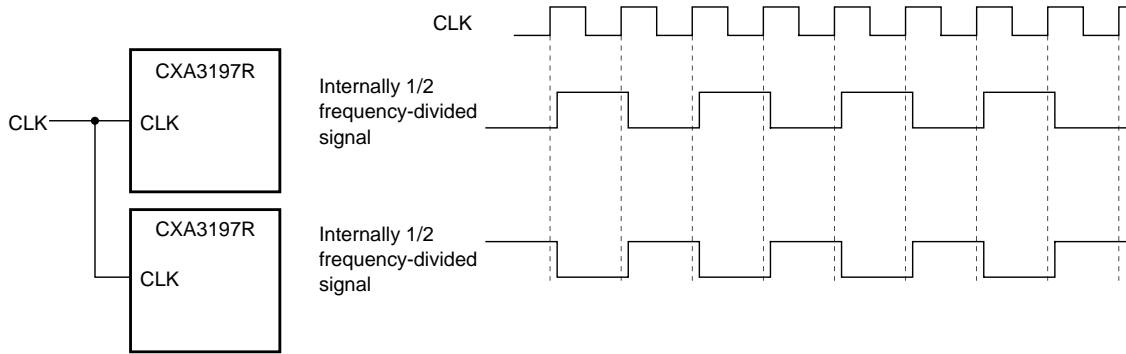 CLK
CXA3197R
CLK
CLK
Internally 1/2
frequency-divided
signal
CXA3197R
CLK
Internally 1/2
frequency-divided
signal